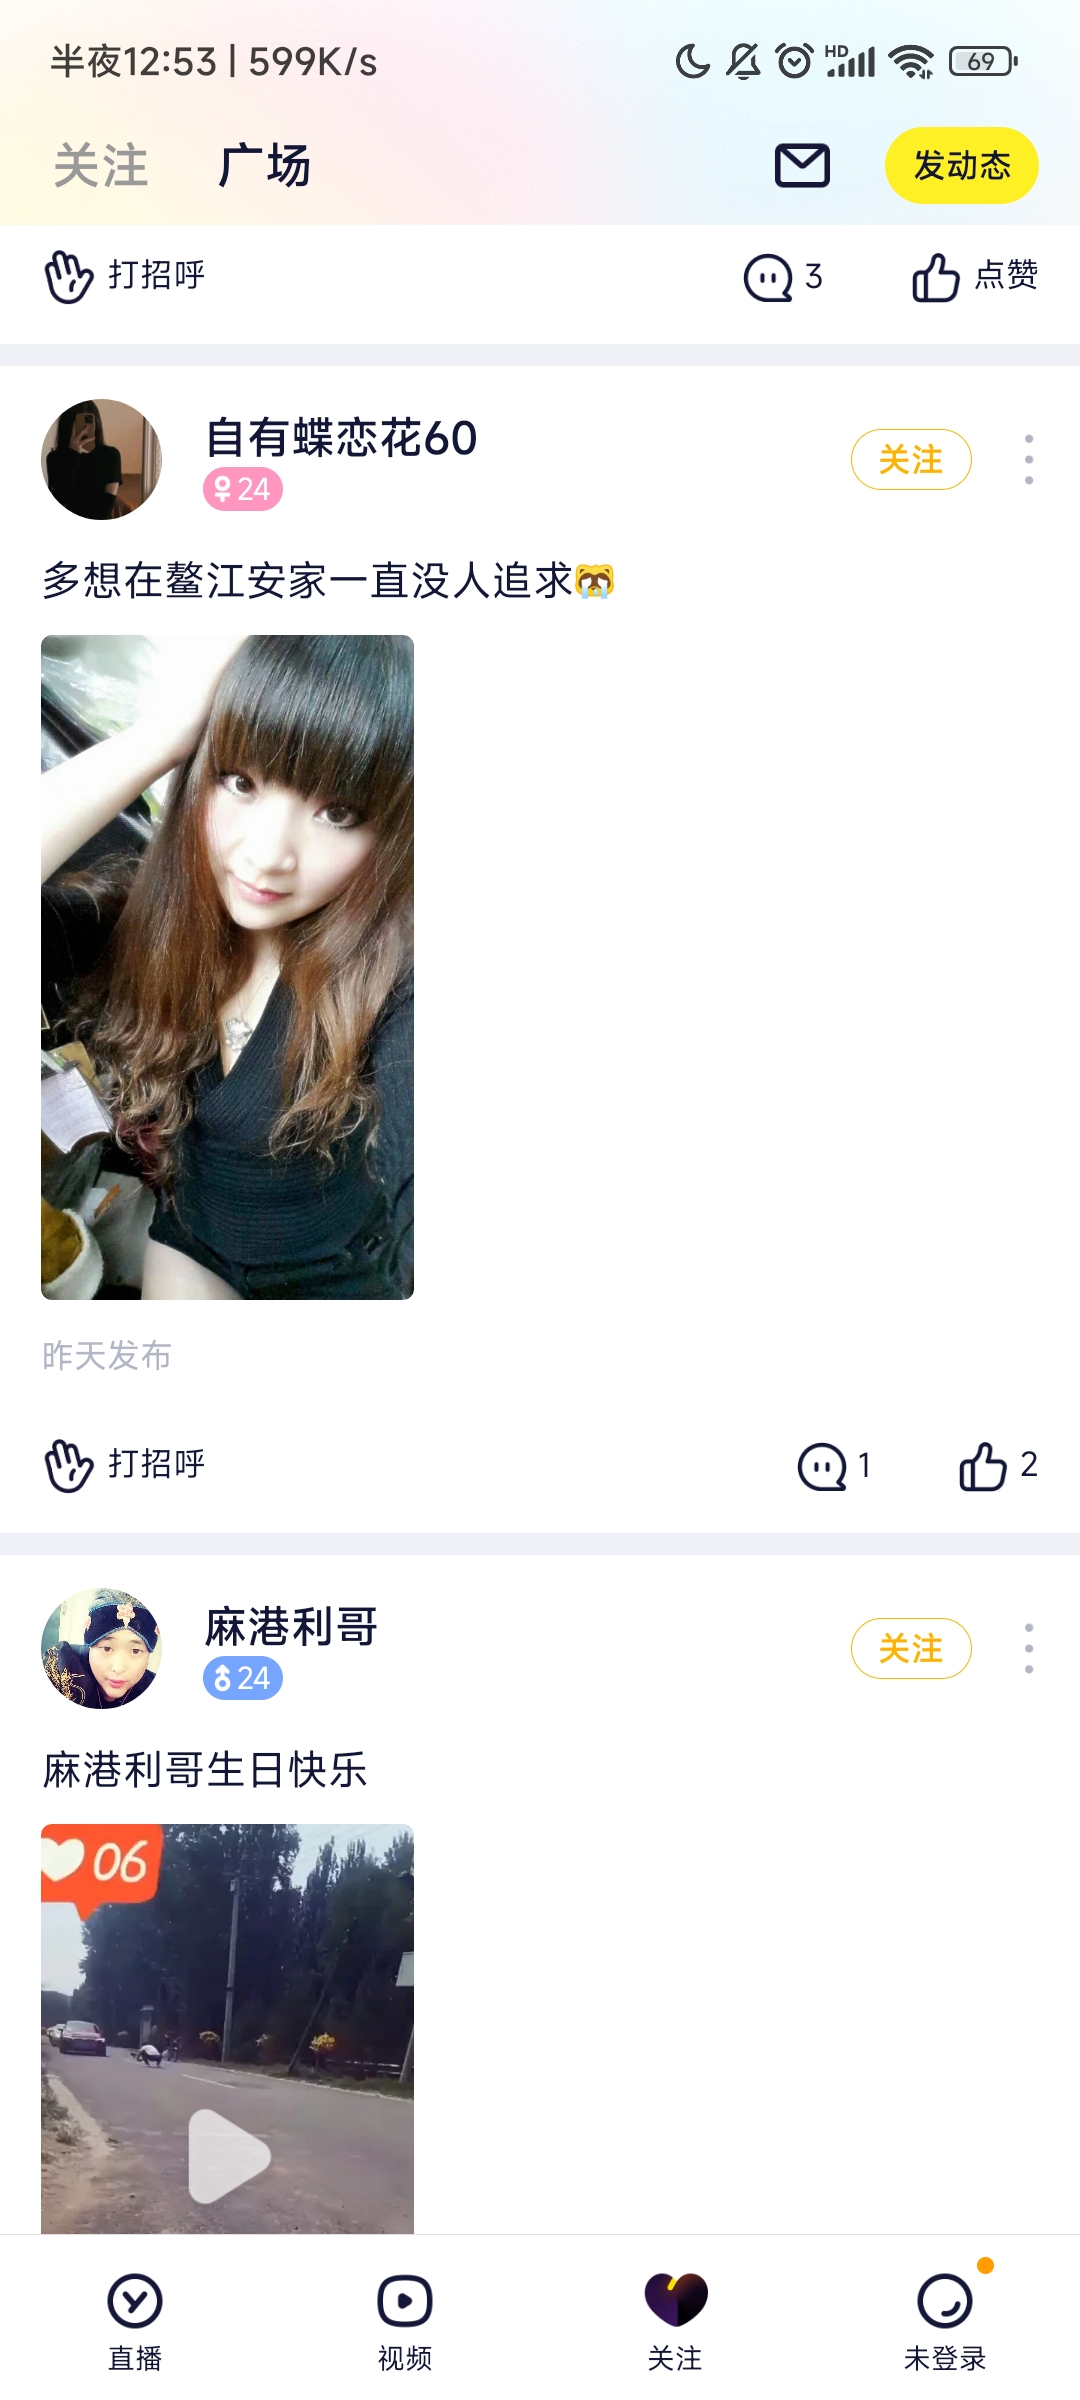 半夜12:53 | 599K/s
HD
69
关注
广场
发动态
打招呼
3
点赞
自有蝶恋花60
24
关注
多想在鳌江安家一直没人追求😭
昨天发布
打招呼
1
2
麻港利哥
24
关注
麻港利哥生日快乐
06
直播
视频
关注
未登录